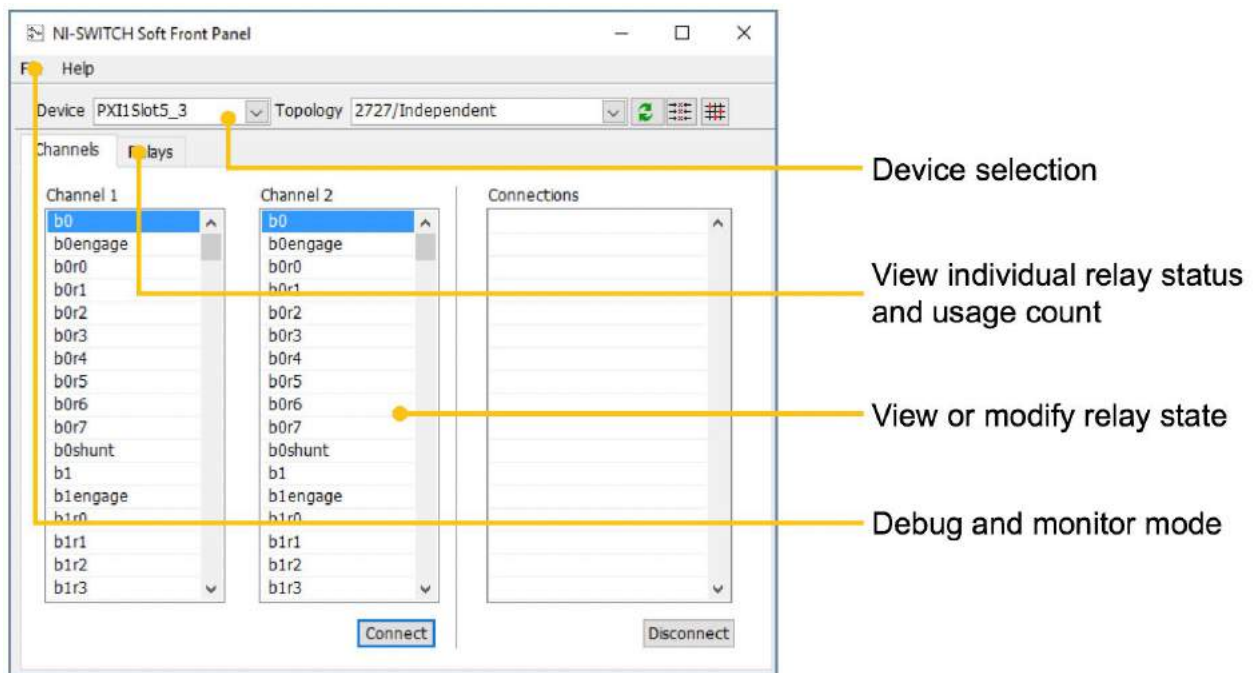 NI-SWITCH Soft Front Panel
Help
Device PXI1Slot5_3 Topology 2727/Independent
Channels
Channel 1 Channel 2 Connections
b0 b0
b0engage b0engage
b0r0 b0r0
b0r1 b0r1
b0r2 b0r2
b0r3 b0r3
b0r4 b0r4
b0r5 b0r5
b0r6 b0r6
b0r7 b0r7
b0shunt b0shunt
b1 b1
b1engage b1engage
b1r0 b1r0
b1r1 b1r1
b1r2 b1r2
b1r3 b1r3
Connect Disconnect
Device selection
View individual relay status
and usage count
View or modify relay state
Debug and monitor mode